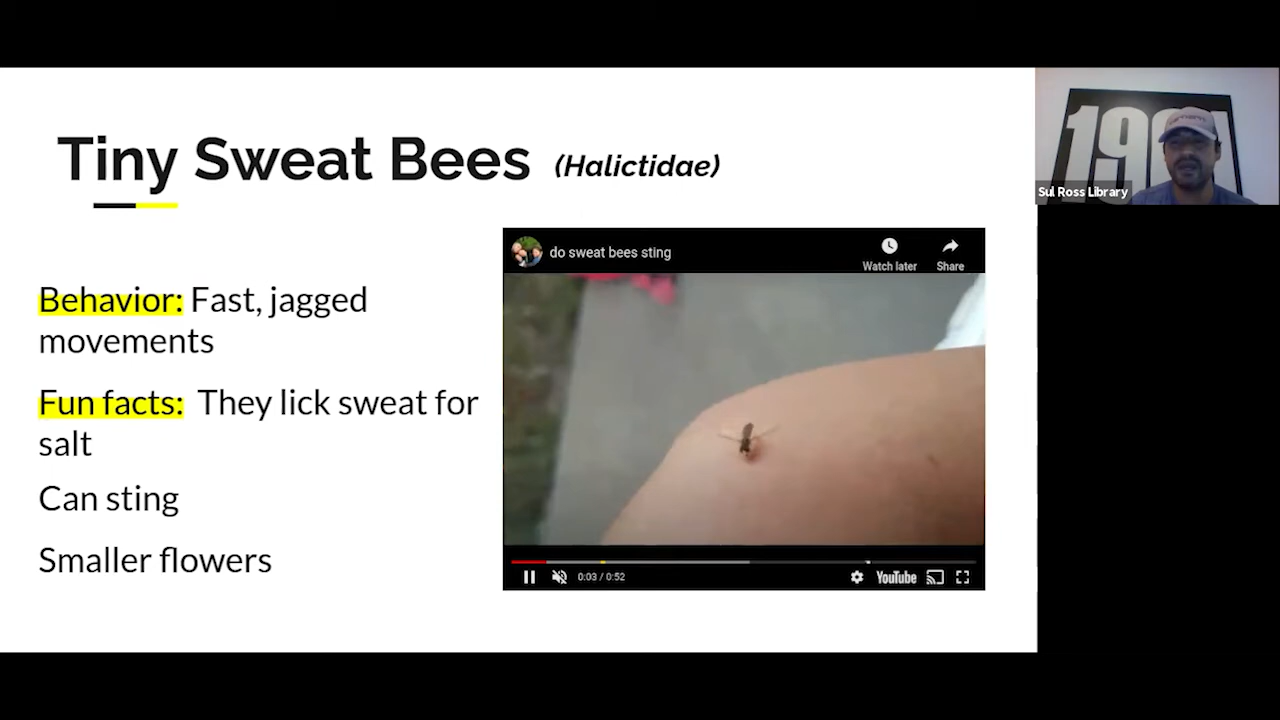 Tiny Sweat Bees (Halictidae)
Behavior: Fast, jagged
movements
Fun facts: They lick sweat for
salt
Can sting
Smaller flowers
do sweat bees sting
Watch later
Share
0:03 / 0:52
YouTube
Sul Ross Library